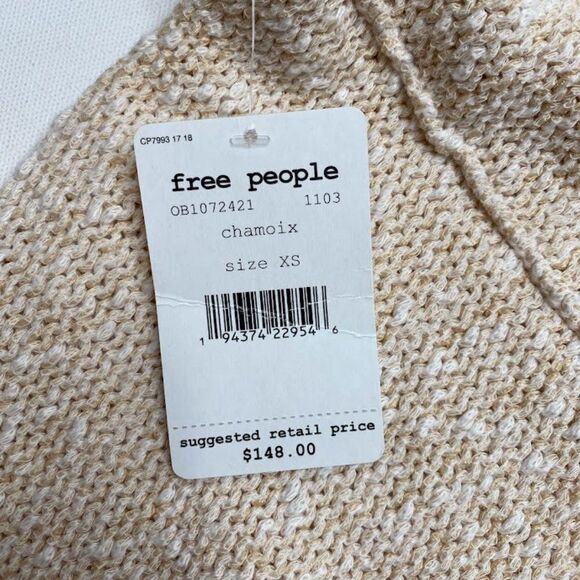 CP7993 17 18
free people
OB1072421 1103
chamoix
size XS
1 94374 22954 6
suggested retail price
$148.00